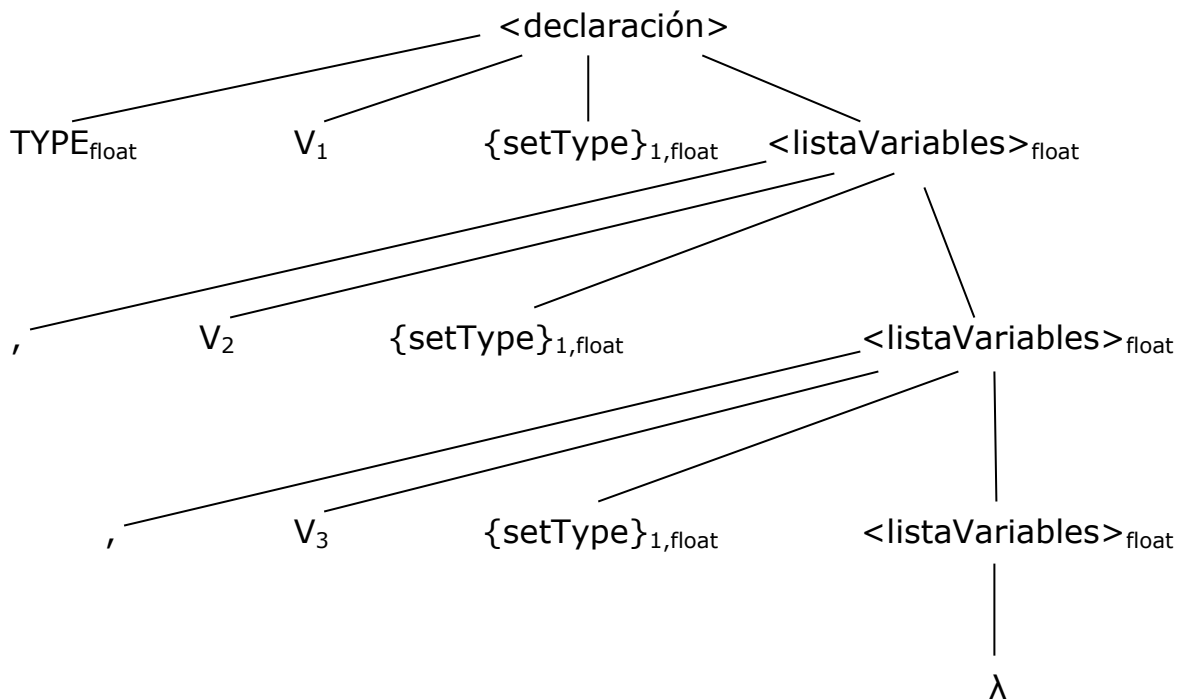 <declaración>
TYPEfloat V1 {setType}1,float <listaVariables>float
, V2 {setType}1,float <listaVariables>float
, V3 {setType}1,float <listaVariables>float
λ